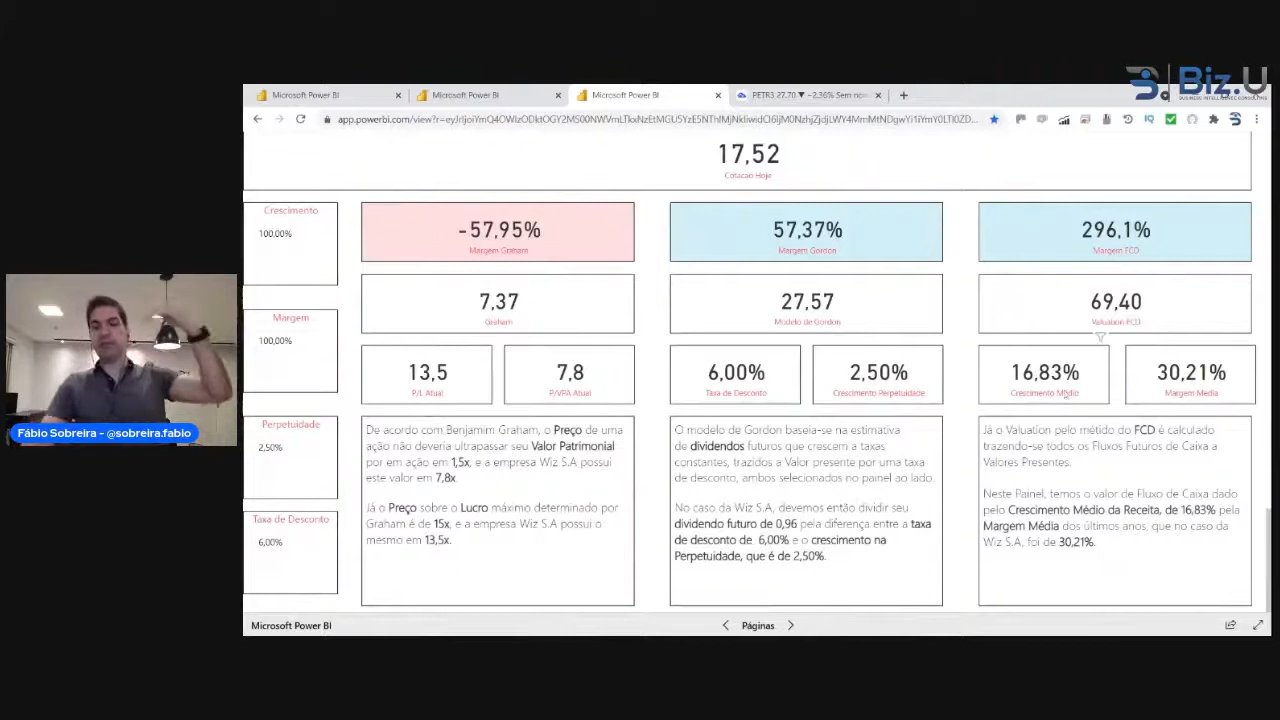 Biz.U
BUSINESS INTELLIGENCE CONSULTING
Microsoft Power BI
Microsoft Power BI
Microsoft Power BI
PETR3 27.70 ▼ −2.36% Sem nom
17,52
Cotacao Hoje
Crescimento
100,00%
-57,95%
Margem Graham
57,37%
Margem Gordon
296,1%
Margem FCD
7,37
Graham
27,57
Modelo de Gordon
69,40
Valuation FCD
Margem
100,00%
13,5
P/L Atual
7,8
P/VPA Atual
6,00%
Taxa de Desconto
2,50%
Crescimento Perpetuidade
16,83%
Crescimento Médio
30,21%
Margem Media
Perpetuidade
2,50%
Taxa de Desconto
6,00%
De acordo com Benjamim Graham, o Preço de uma
ação não deveria ultrapassar seu Valor Patrimonial
por em ação em 1,5x, e a empresa Wiz S.A possui
este valor em 7,8x.
Já o Preço sobre o Lucro máximo determinado por
Graham é de 15x, e a empresa Wiz S.A possui o
mesmo em 13,5x.
O modelo de Gordon baseia-se na estimativa
de dividendos futuros que crescem a taxas
constantes, trazidos a Valor presente por uma taxa
de desconto, ambos selecionados no painel ao lado.
No caso da Wiz S.A, devemos então dividir seu
dividendo futuro de 0,96 pela diferença entre a taxa
de desconto de 6,00% e o crescimento na
Perpetuidade, que é de 2,50%.
Já o Valuation pelo métido do FCD é calculado
trazendo-se todos os Fluxos Futuros de Caixa a
Valores Presentes.
Neste Painel, temos o valor de Fluxo de Caixa dado
pelo Crescimento Médio da Receita, de 16,83% pela
Margem Média dos últimos anos, que no caso da
Wiz S.A, foi de 30,21%.
Fábio Sobreira - @sobreira.fabio
Microsoft Power BI
Páginas